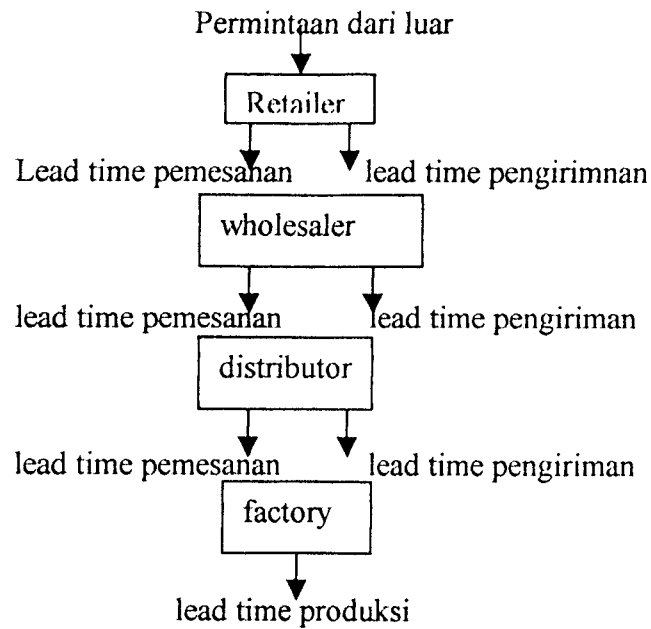 Permintaan dari luar
Retailer
Lead time pemesanan lead time pengirimnan
wholesaler
lead time pemesanan lead time pengiriman
distributor
lead time pemesanan lead time pengiriman
factory
lead time produksi